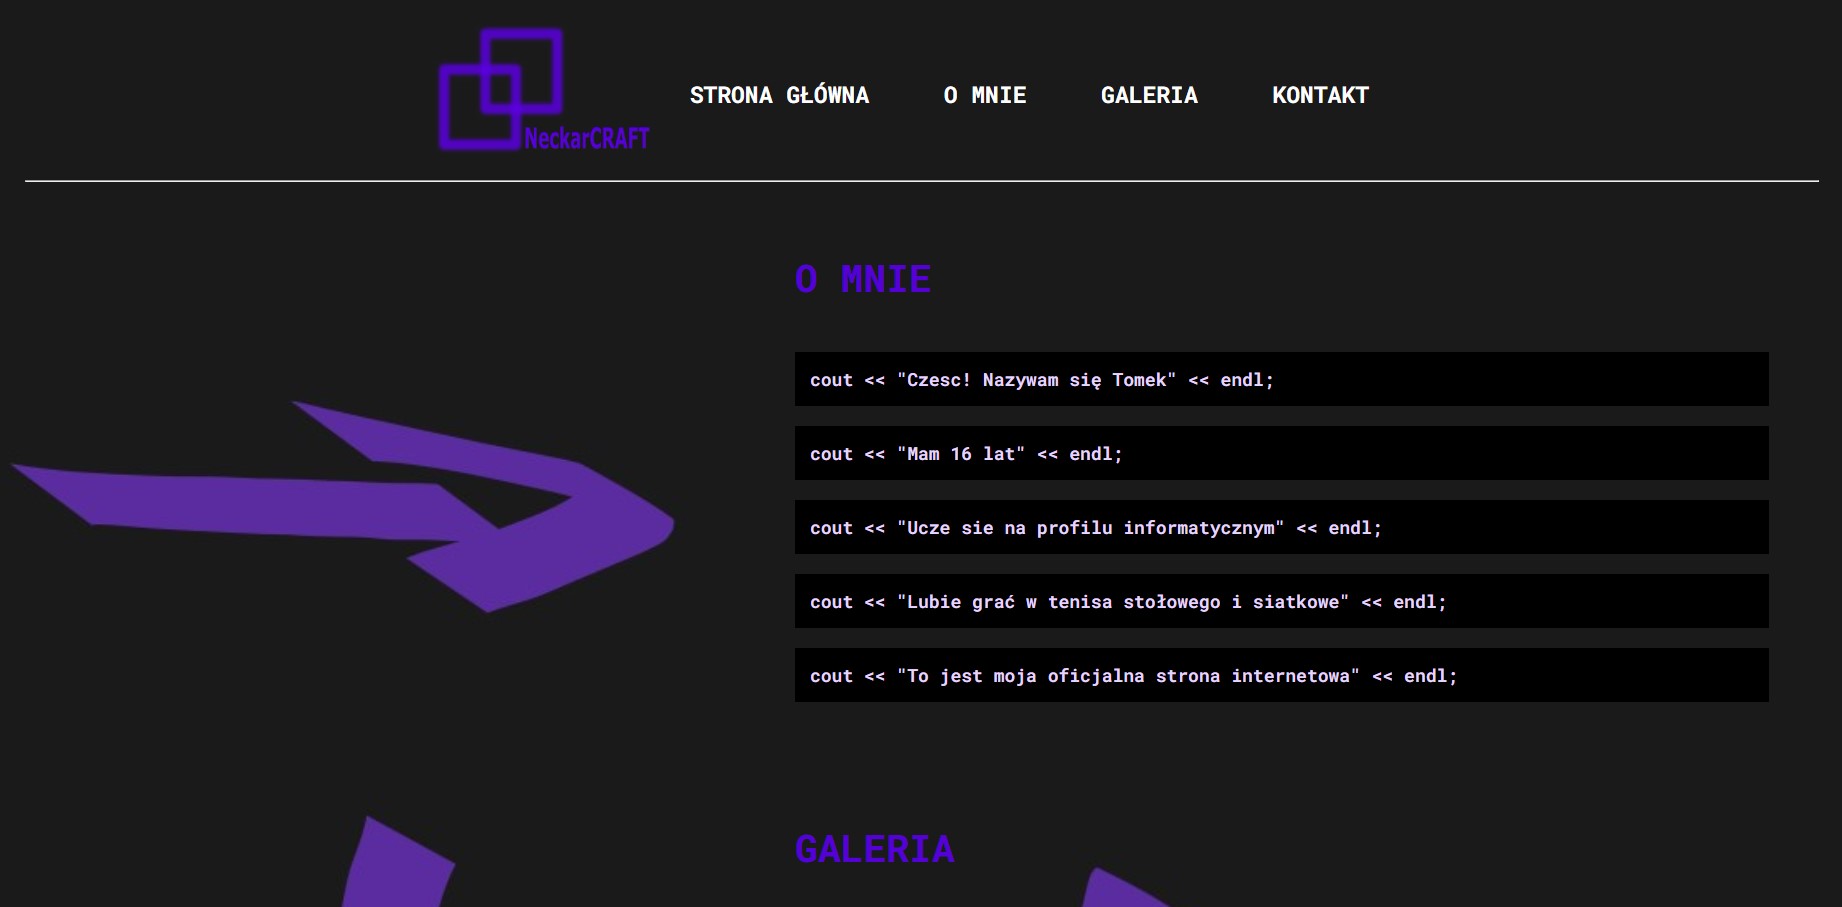 NeckarCRAFT
STRONA GŁÓWNA O MNIE GALERIA KONTAKT
O MNIE
cout << "Czesc! Nazywam się Tomek" << endl;
cout << "Mam 16 lat" << endl;
cout << "Ucze sie na profilu informatycznym" << endl;
cout << "Lubie grać w tenisa stołowego i siatkowe" << endl;
cout << "To jest moja oficjalna strona internetowa" << endl;
GALERIA